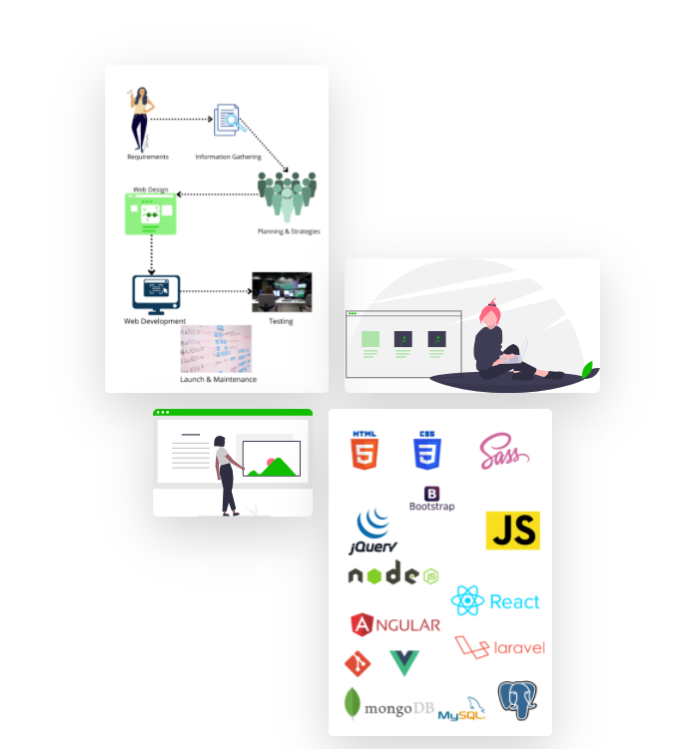 Requirements
Information Gathering
Web Design
Planning & Strategies
Web Development
Testing
Launch & Maintenance
HTML
5
CSS
3
Sass
B
Bootstrap
jQuery
JS
node
JS
React
ANGULAR
laravel
mongoDB
MySQL